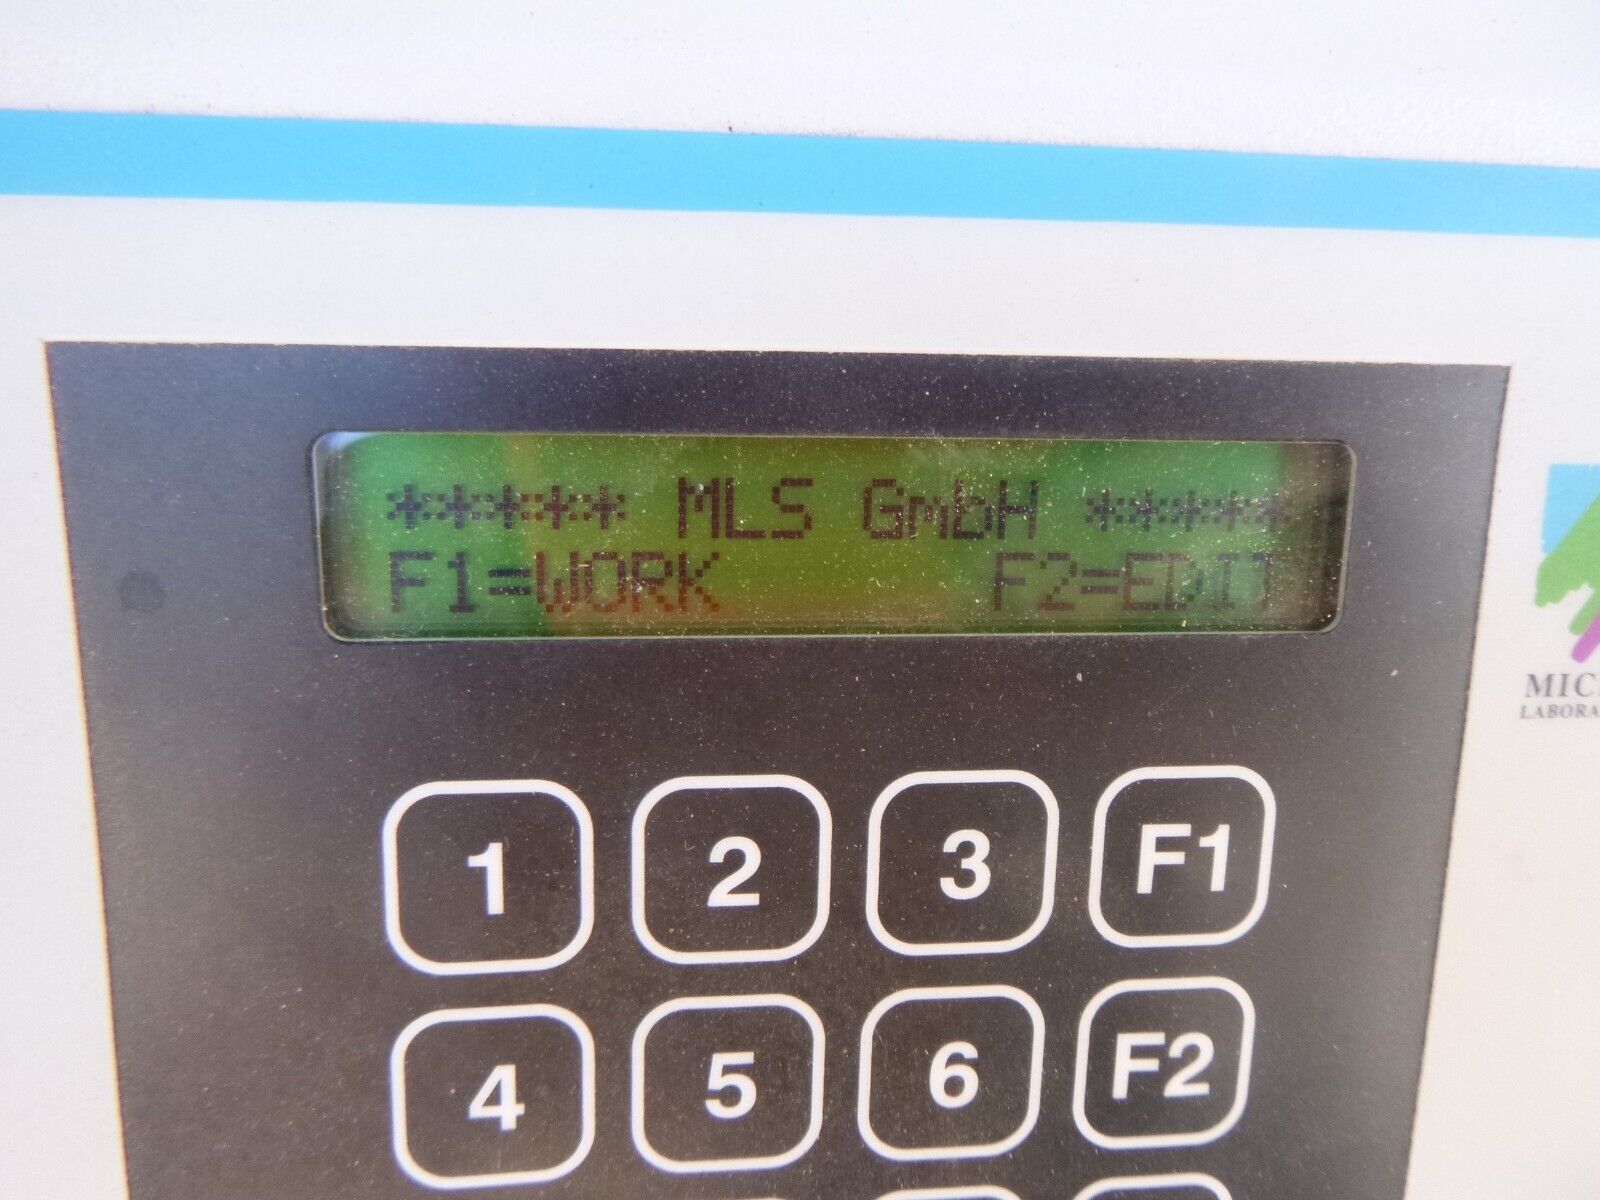 ***** MLS GmbH *****
F1=WORK F2=EDIT
1 2 3 F1
4 5 6 F2